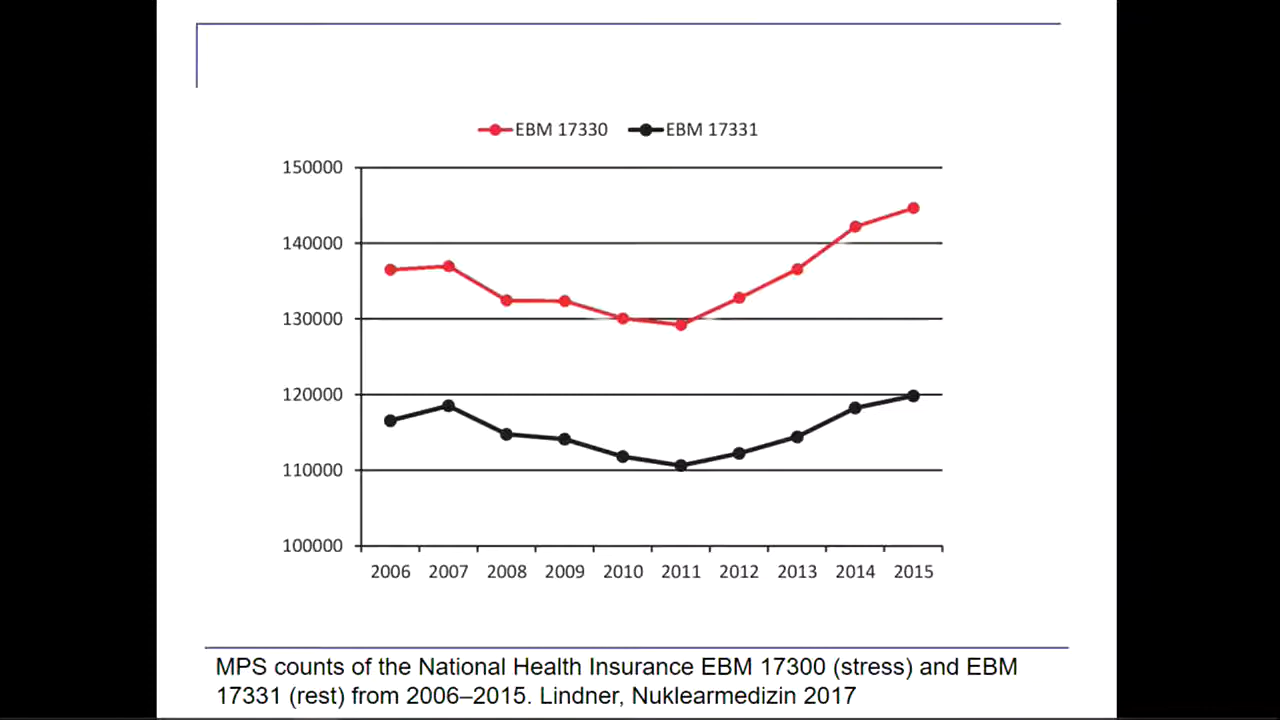 EBM 17330 EBM 17331
150000
140000
130000
120000
110000
100000
2006 2007 2008 2009 2010 2011 2012 2013 2014 2015
MPS counts of the National Health Insurance EBM 17300 (stress) and EBM
17331 (rest) from 2006–2015. Lindner, Nuklearmedizin 2017